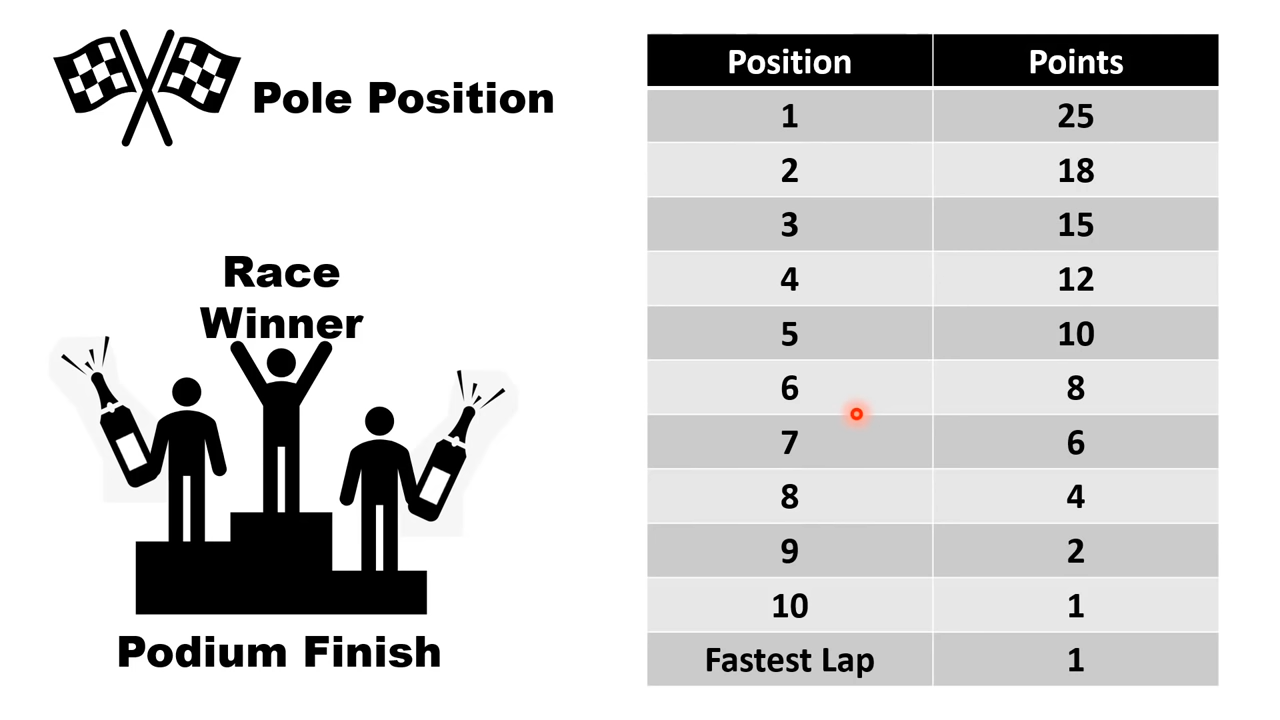 Pole Position
Race
Winner
Podium Finish
Position Points
1 25
2 18
3 15
4 12
5 10
6 8
7 6
8 4
9 2
10 1
Fastest Lap 1